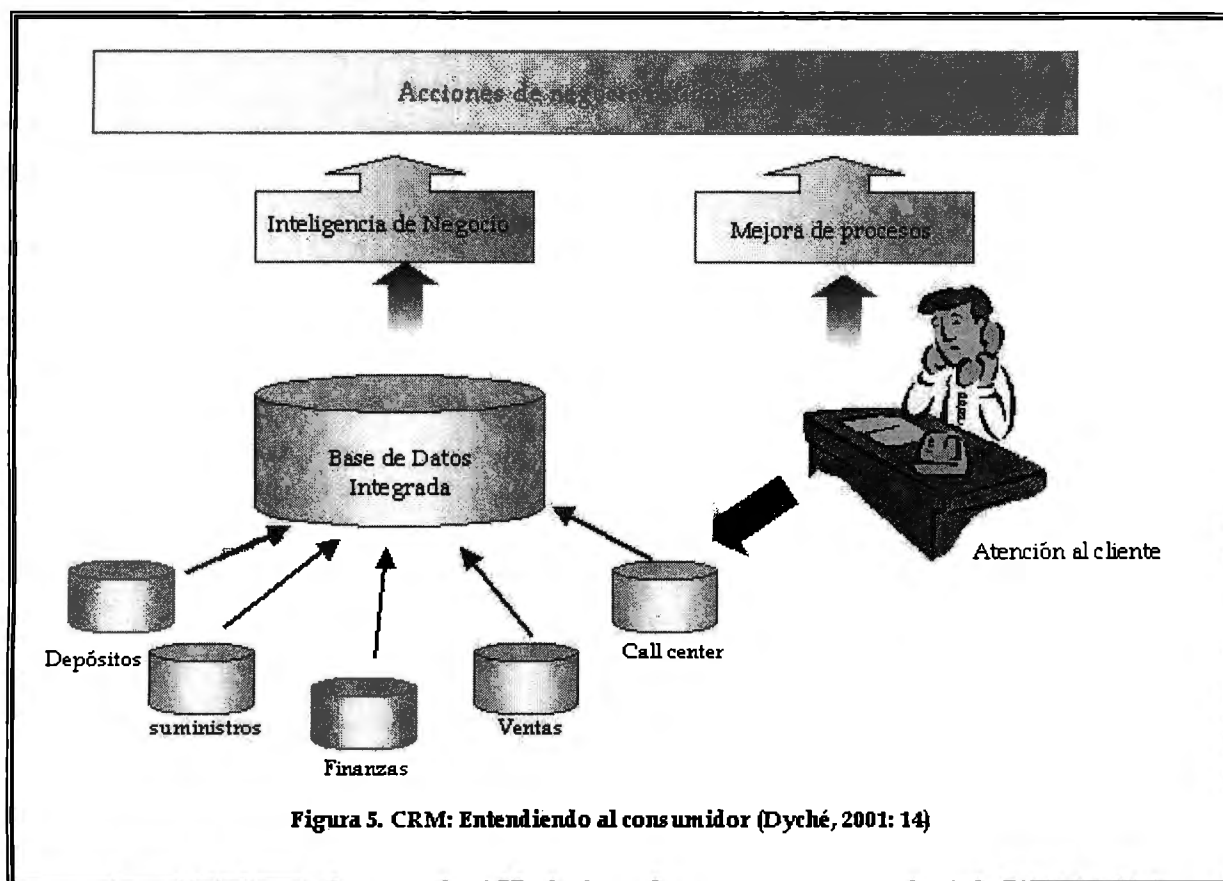 Acciones de negocio
Inteligencia de Negocio
Mejora de procesos
Base de Datos
Integrada
Atención al cliente
Depósitos
suministros
Finanzas
Ventas
Call center
Figura 5. CRM: Entendiendo al consumidor (Dyché, 2001: 14)